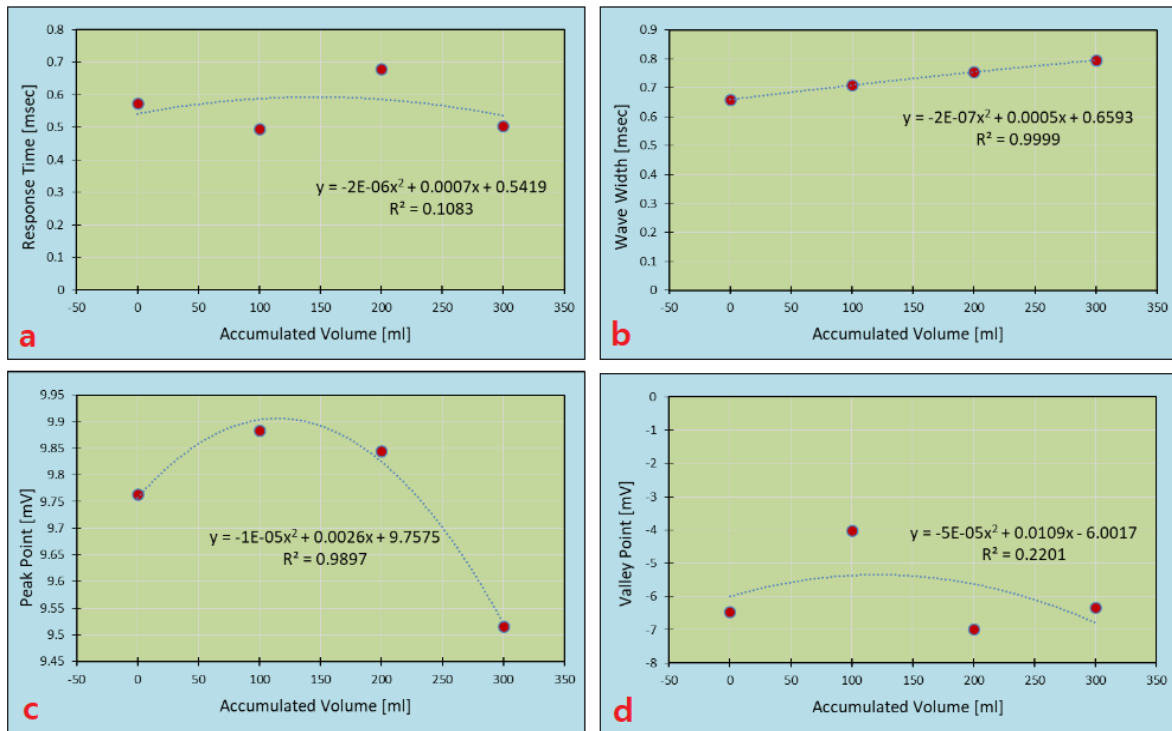 0.8
0.7
0.6
0.5
0.4
0.3
0.2
0.1
0
Response Time [msec]
y = -2E-06x² + 0.0007x + 0.5419
R² = 0.1083
-50 0 50 100 150 200 250 300 350
Accumulated Volume [ml]
a
0.9
0.8
0.7
0.6
0.5
0.4
0.3
0.2
0.1
0
Wave Width [msec]
y = -2E-07x² + 0.0005x + 0.6593
R² = 0.9999
-50 0 50 100 150 200 250 300 350
Accumulated Volume [ml]
b
9.95
9.9
9.85
9.8
9.75
9.7
9.65
9.6
9.55
9.5
9.45
Peak Point [mV]
y = -1E-05x² + 0.0026x + 9.7575
R² = 0.9897
-50 0 50 100 150 200 250 300 350
Accumulated Volume [ml]
c
0
-1
-2
-3
-4
-5
-6
-7
-8
Valley Point [mV]
y = -5E-05x² + 0.0109x - 6.0017
R² = 0.2201
-50 0 50 100 150 200 250 300 350
Accumulated Volume [ml]
d